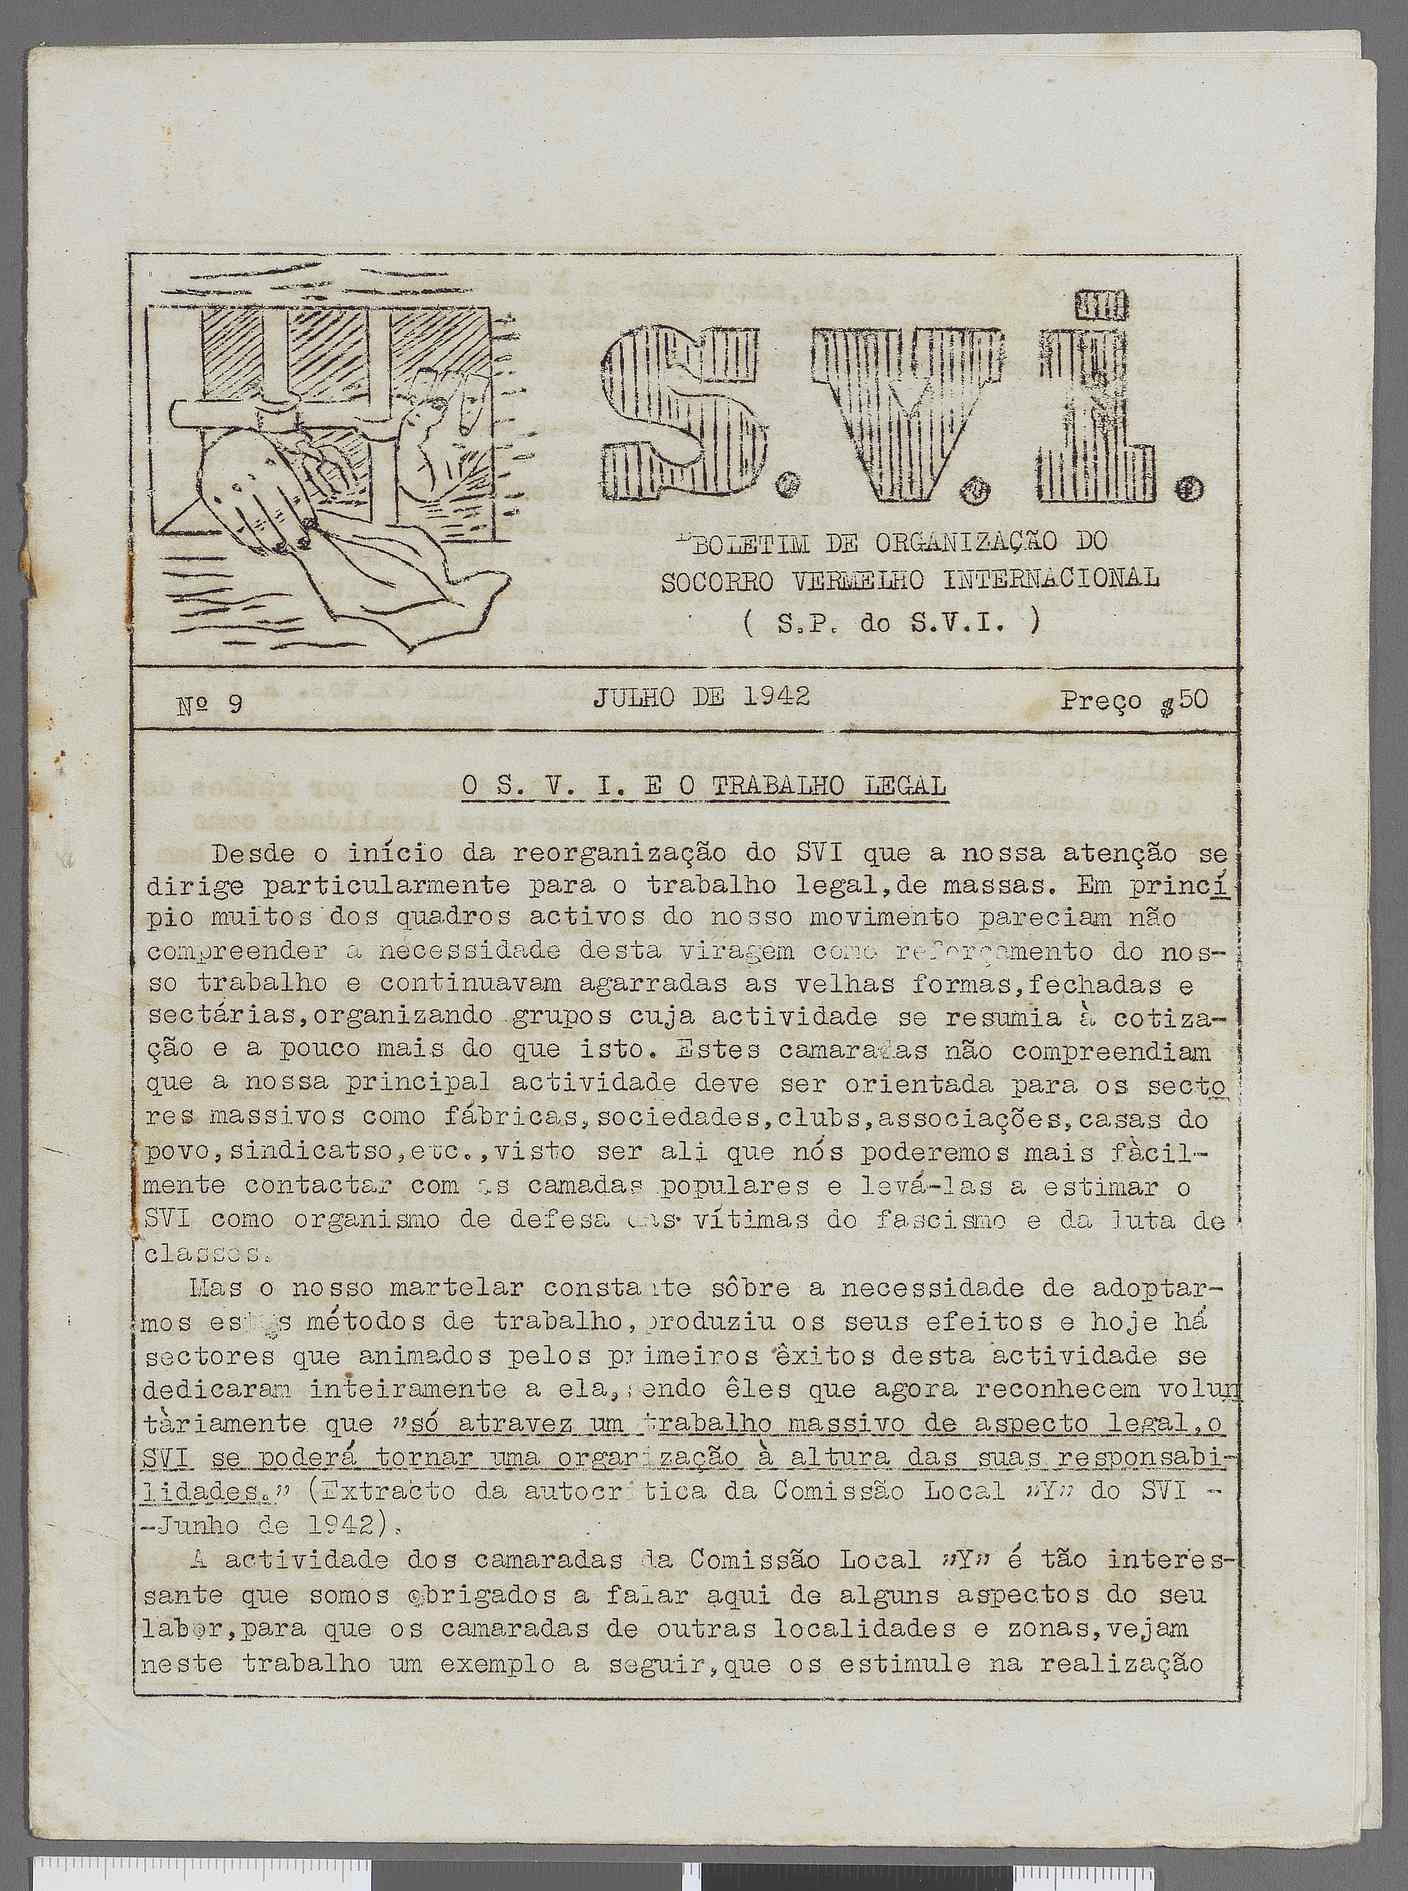 S.V.I.
BOLETIM DE ORGANIZAÇÃO DO
SOCORRO VERMELHO INTERNACIONAL
( S.P. do S.V.I. )
Nº 9 JULHO DE 1942 Preço $50
O S. V. I. E O TRABALHO LEGAL
Desde o início da reorganização do SVI que a nossa atenção se
dirige particularmente para o trabalho legal,de massas. Em princí
pio muitos dos quadros activos do nosso movimento pareciam não
compreender a necessidade desta viragem como reforçamento do nos-
so trabalho e continuavam agarradas as velhas formas,fechadas e
sectárias,organizando grupos cuja actividade se resumia à cotiza-
ção e a pouco mais do que isto. Estes camaradas não compreendiam
que a nossa principal actividade deve ser orientada para os secto
res massivos como fábricas,sociedades,clubs,associações,casas do
povo,sindicatso,etc.,visto ser ali que nós poderemos mais fàcil-
mente contactar com as camadas populares e levá-las a estimar o
SVI como organismo de defesa das vítimas do fascismo e da luta de
classes.
Mas o nosso martelar constante sôbre a necessidade de adoptar-
mos estes métodos de trabalho,produziu os seus efeitos e hoje há
sectores que animados pelos primeiros êxitos desta actividade se
dedicaram inteiramente a ela,sendo êles que agora reconhecem volun
tàriamente que "só atravez um trabalho massivo de aspecto legal,o
SVI se poderá tornar uma organização à altura das suas responsabi-
lidades." (Extracto da autocrítica da Comissão Local "Y" do SVI -
-Junho de 1942).
A actividade dos camaradas da Comissão Local "Y" é tão interes-
sante que somos obrigados a falar aqui de alguns aspectos do seu
labor,para que os camaradas de outras localidades e zonas,vejam
neste trabalho um exemplo a seguir,que os estimule na realização